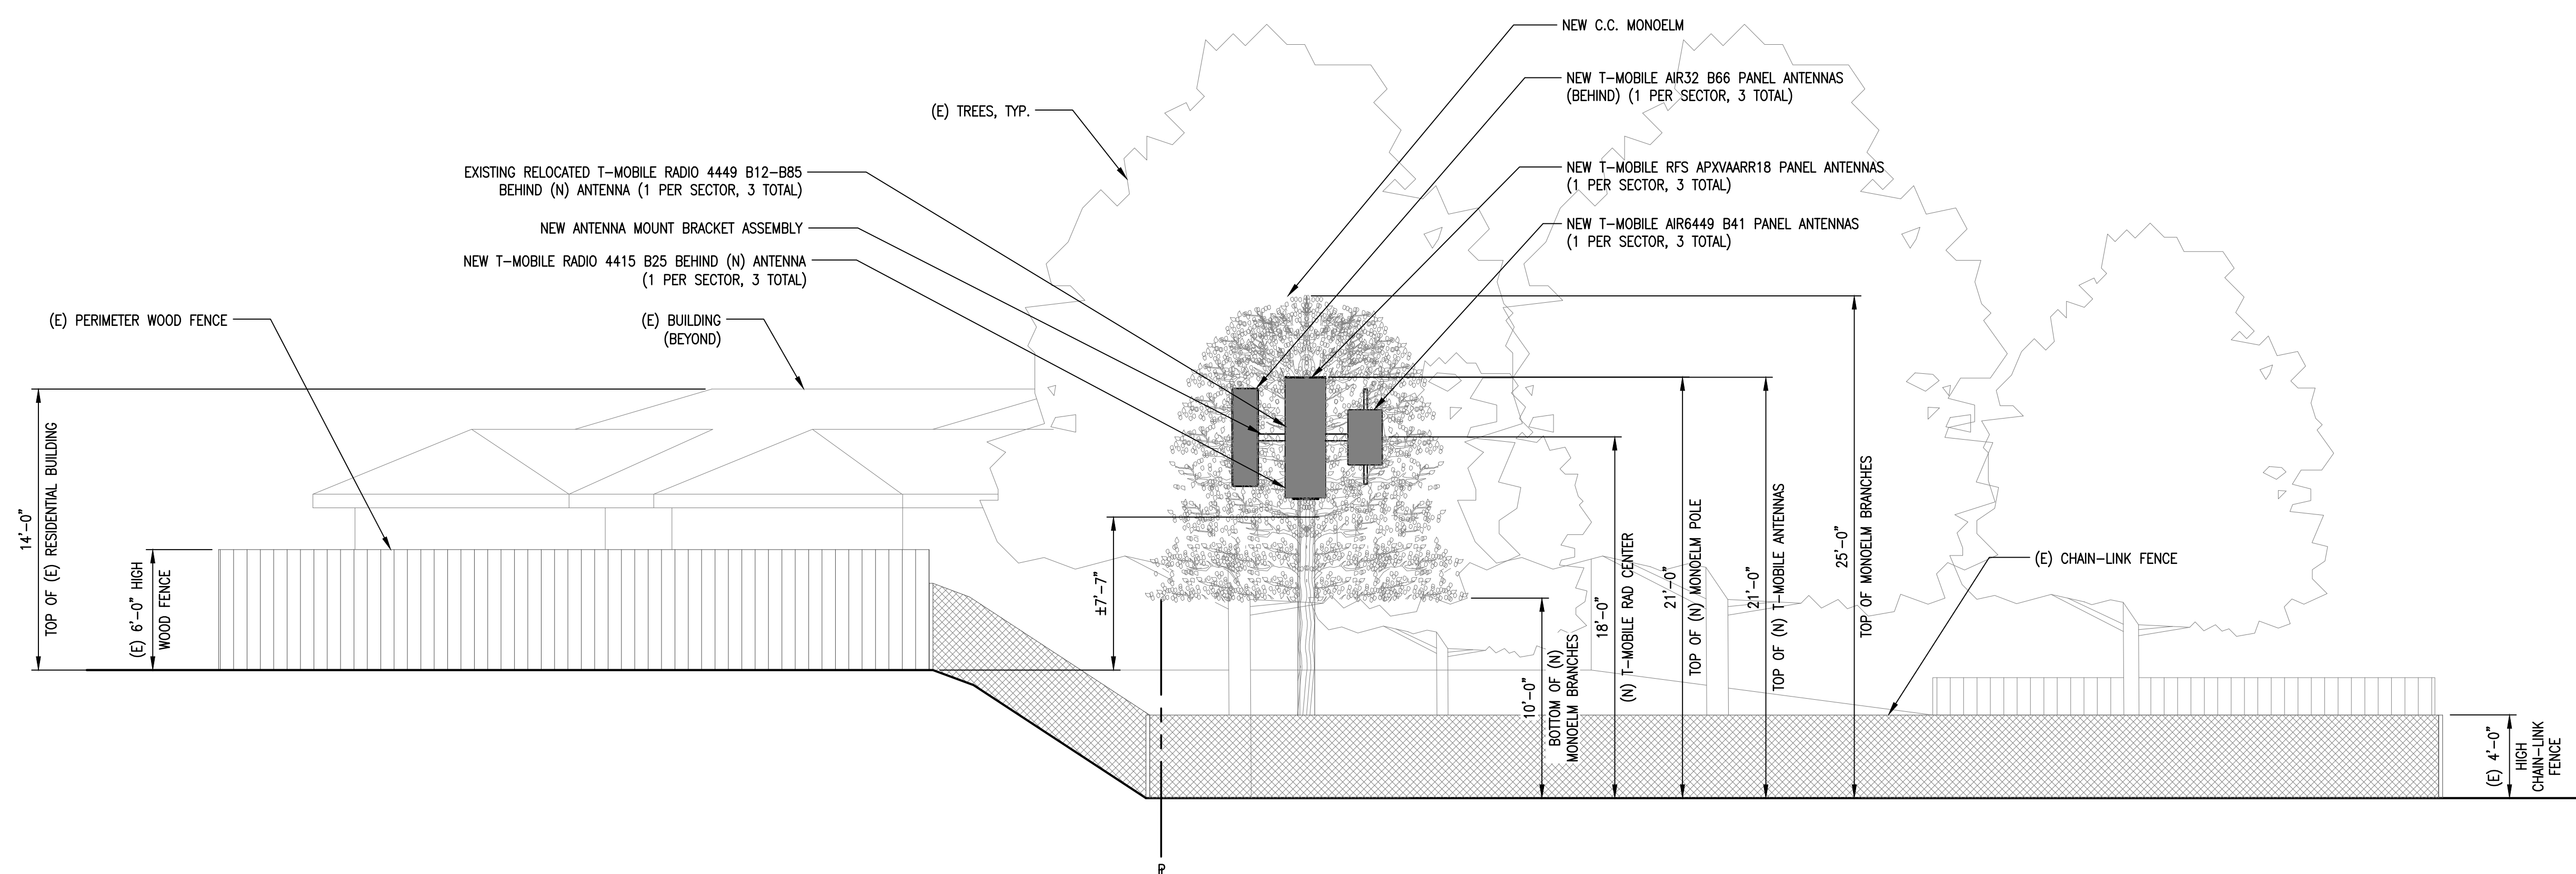 NEW C.C. MONOELM
NEW T-MOBILE AIR32 B66 PANEL ANTENNAS
(BEHIND) (1 PER SECTOR, 3 TOTAL)
(E) TREES, TYP.
EXISTING RELOCATED T-MOBILE RADIO 4449 B12-B85
BEHIND (N) ANTENNA (1 PER SECTOR, 3 TOTAL)
NEW T-MOBILE RFS APXVAARR18 PANEL ANTENNAS
(1 PER SECTOR, 3 TOTAL)
NEW ANTENNA MOUNT BRACKET ASSEMBLY
NEW T-MOBILE AIR6449 B41 PANEL ANTENNAS
(1 PER SECTOR, 3 TOTAL)
NEW T-MOBILE RADIO 4415 B25 BEHIND (N) ANTENNA
(1 PER SECTOR, 3 TOTAL)
(E) PERIMETER WOOD FENCE
(E) BUILDING
(BEYOND)
14'-0"
TOP OF (E) RESIDENTIAL BUILDING
(E) 6'-0" HIGH
WOOD FENCE
±7'-7"
10'-0"
BOTTOM OF (N)
MONOELM BRANCHES
18'-0"
(N) T-MOBILE RAD CENTER
21'-0"
TOP OF (N) MONOELM POLE
21'-0"
TOP OF (N) T-MOBILE ANTENNAS
25'-0"
TOP OF MONOELM BRANCHES
(E) CHAIN-LINK FENCE
(E) 4'-0"
HIGH
CHAIN-LINK
FENCE
PL